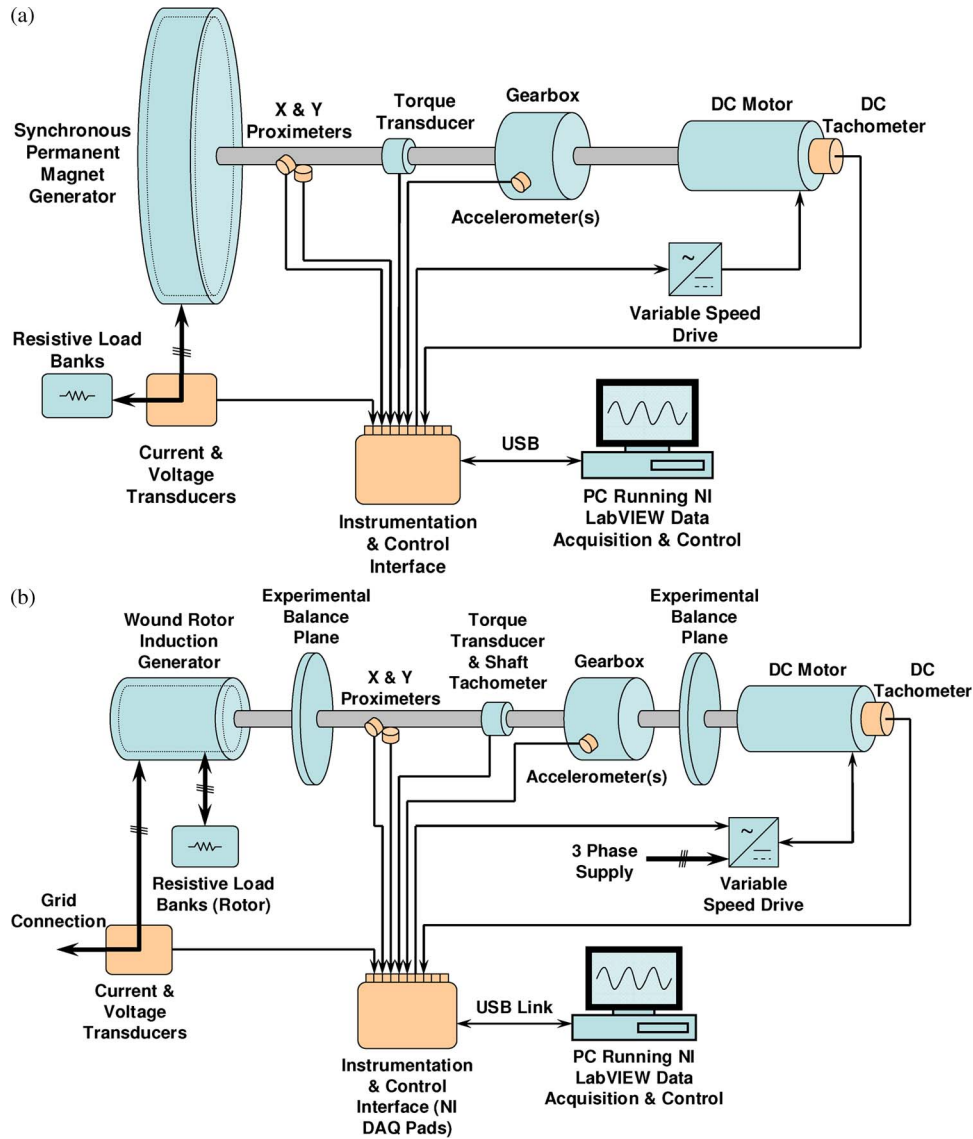 (a)
Synchronous
Permanent
Magnet
Generator
X & Y
Proximeters
Torque
Transducer
Gearbox
DC Motor
DC
Tachometer
Accelerometer(s)
~
Variable Speed
Drive
Resistive Load
Banks
Current &
Voltage
Transducers
USB
Instrumentation
& Control
Interface
PC Running NI
LabVIEW Data
Acquisition & Control
(b)
Wound Rotor
Induction
Generator
Experimental
Balance
Plane
X & Y
Proximeters
Torque
Transducer
& Shaft
Tachometer
Gearbox
Experimental
Balance
Plane
DC Motor
DC
Tachometer
Accelerometer(s)
~
3 Phase
Supply
Variable
Speed Drive
Resistive Load
Banks (Rotor)
Grid
Connection
Current &
Voltage
Transducers
USB Link
Instrumentation
& Control
Interface (NI
DAQ Pads)
PC Running NI
LabVIEW Data
Acquisition & Control